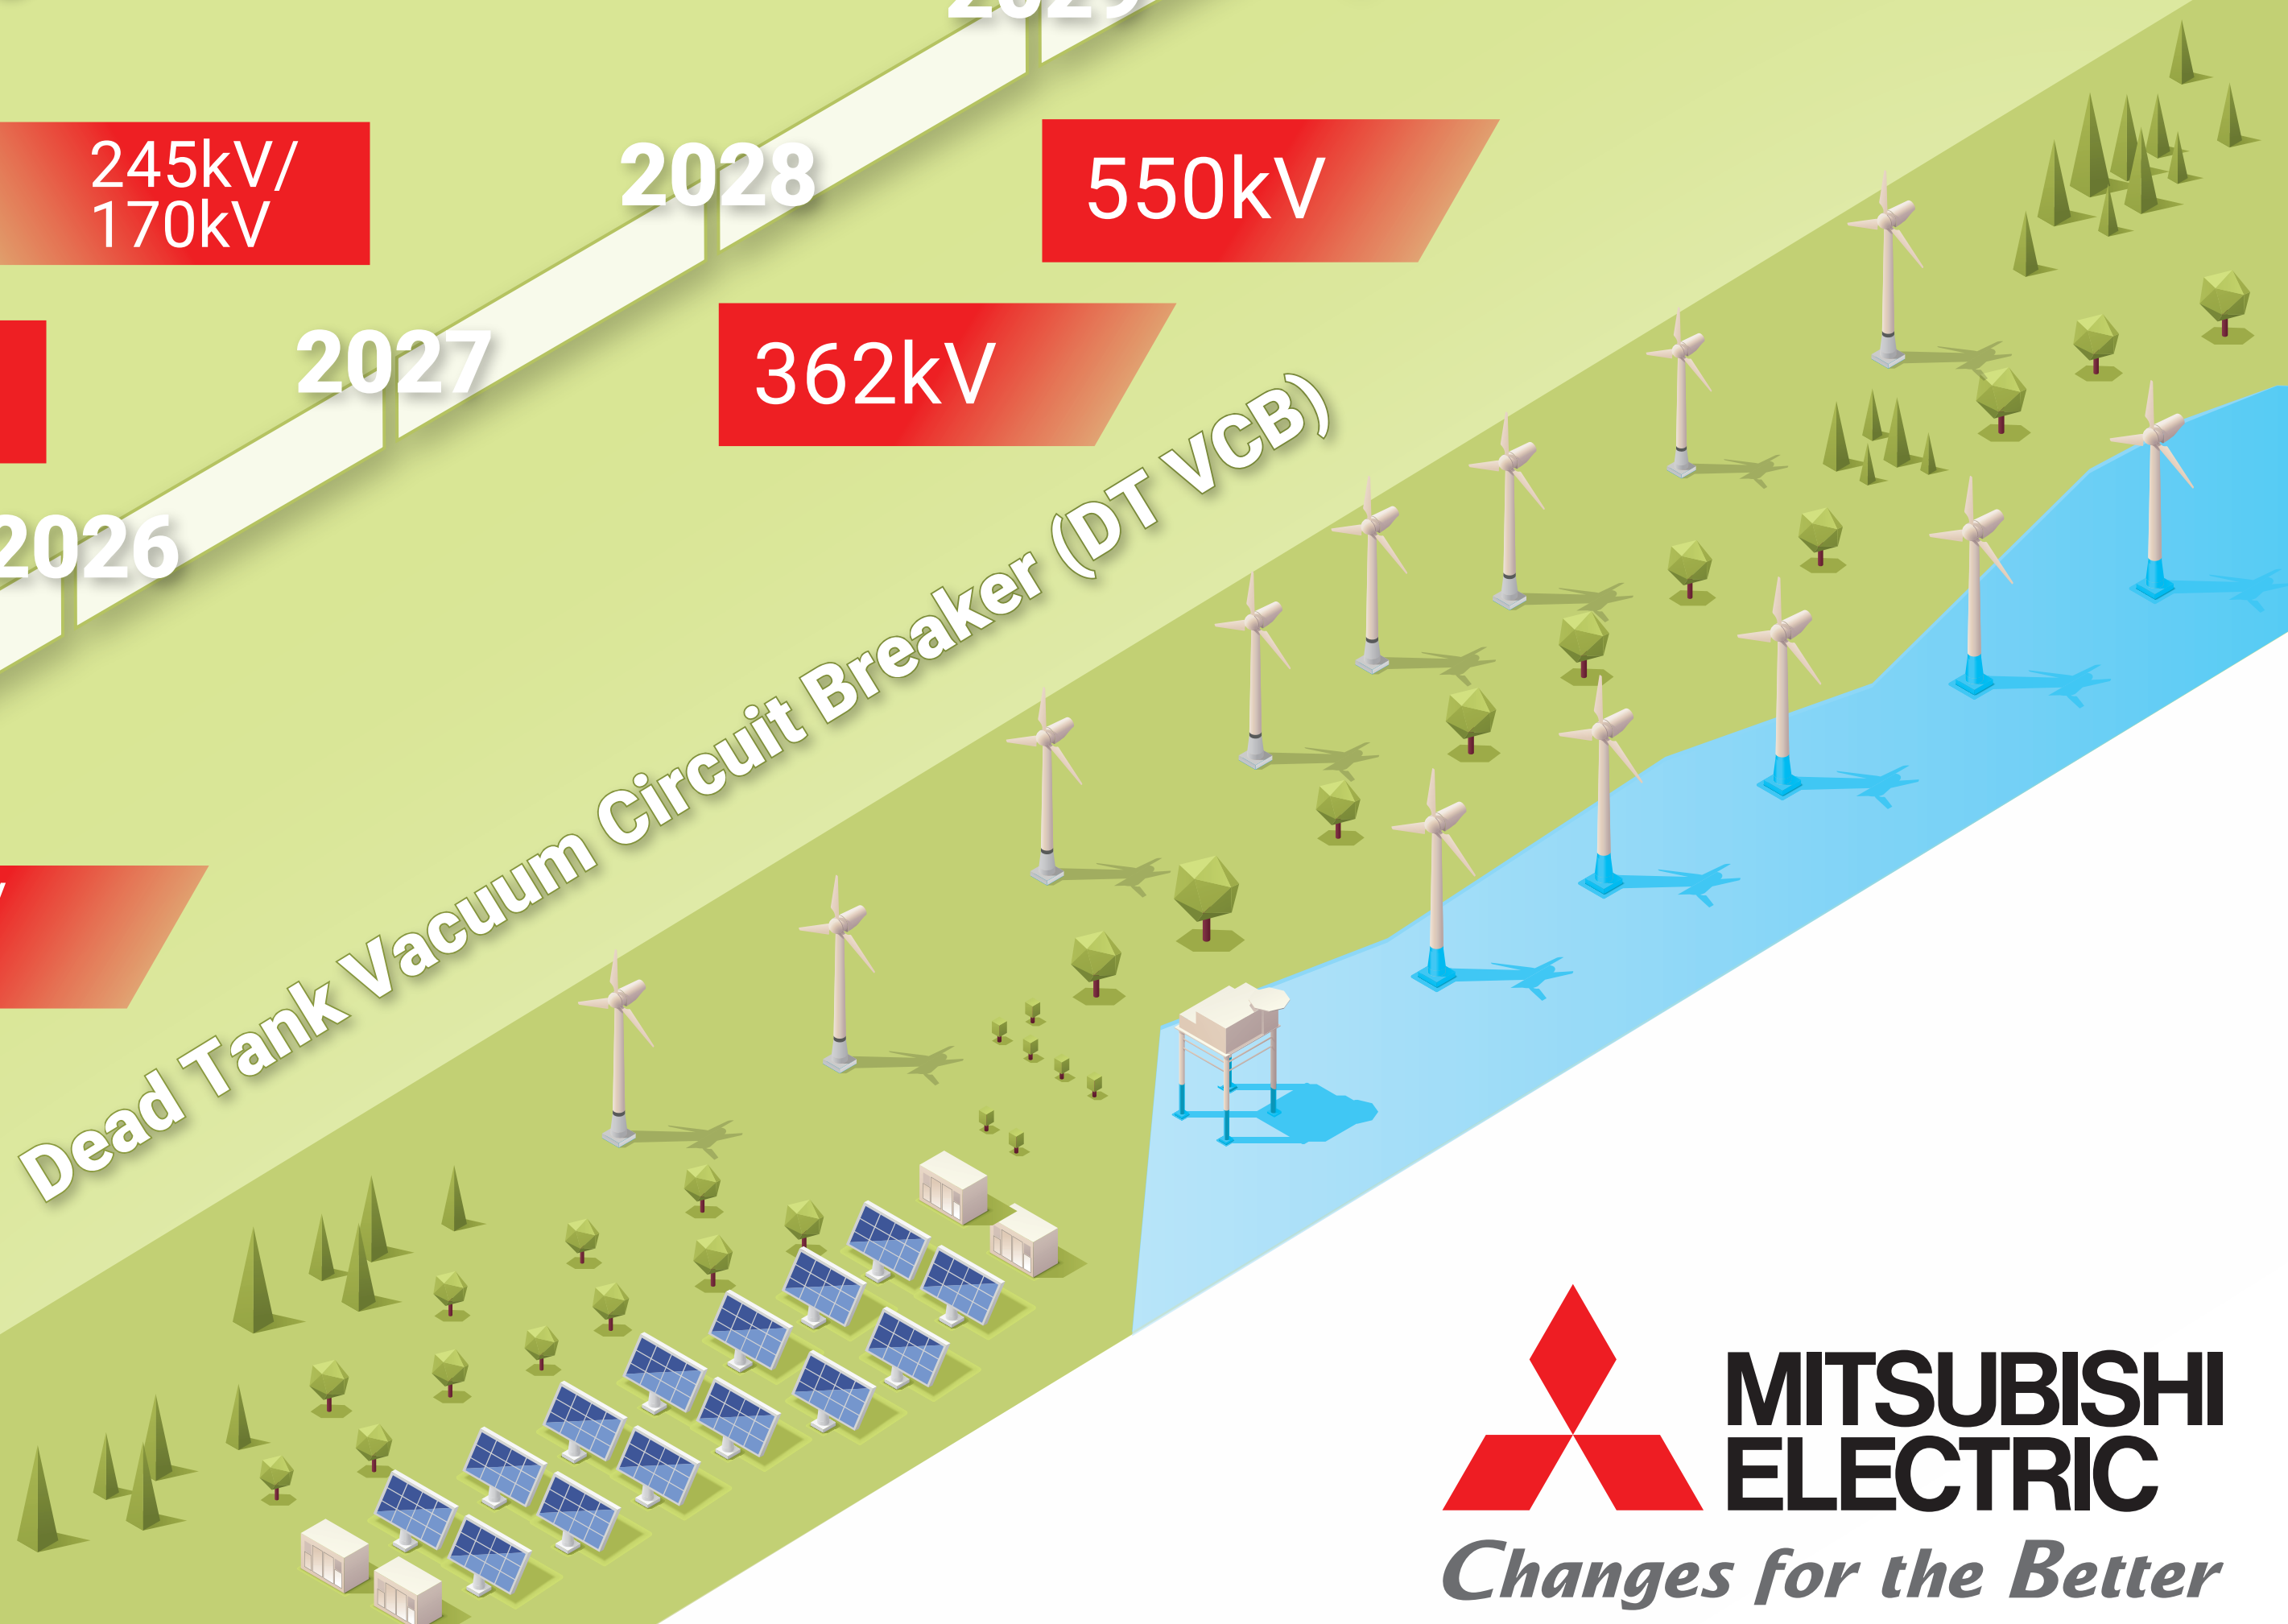 245kV/
170kV
2028
550kV
2027
362kV
2026
Dead Tank Vacuum Circuit Breaker (DT VCB)
MITSUBISHI
ELECTRIC
Changes for the Better